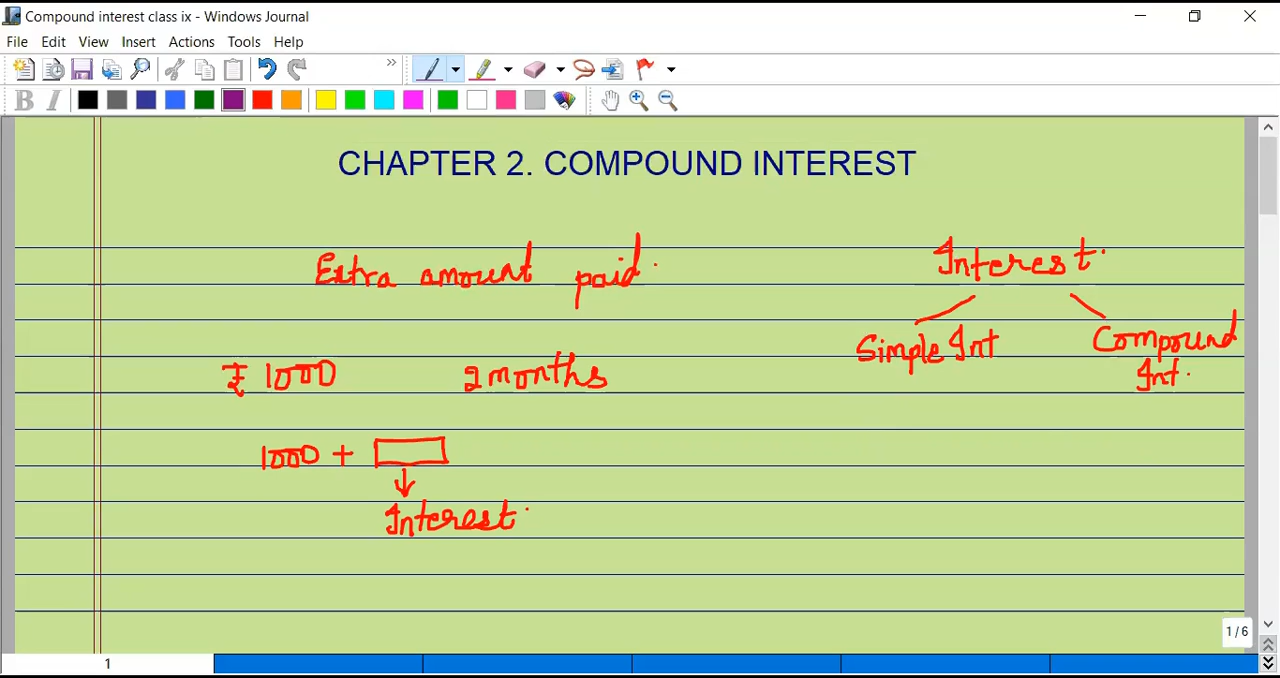 Compound interest class ix - Windows Journal
File Edit View Insert Actions Tools Help
B I
CHAPTER 2. COMPOUND INTEREST
Extra amount paid.
Interest.
Simple Int
Compound
Int.
₹ 1000 2 months
1000 +
Interest.
1 / 6
1